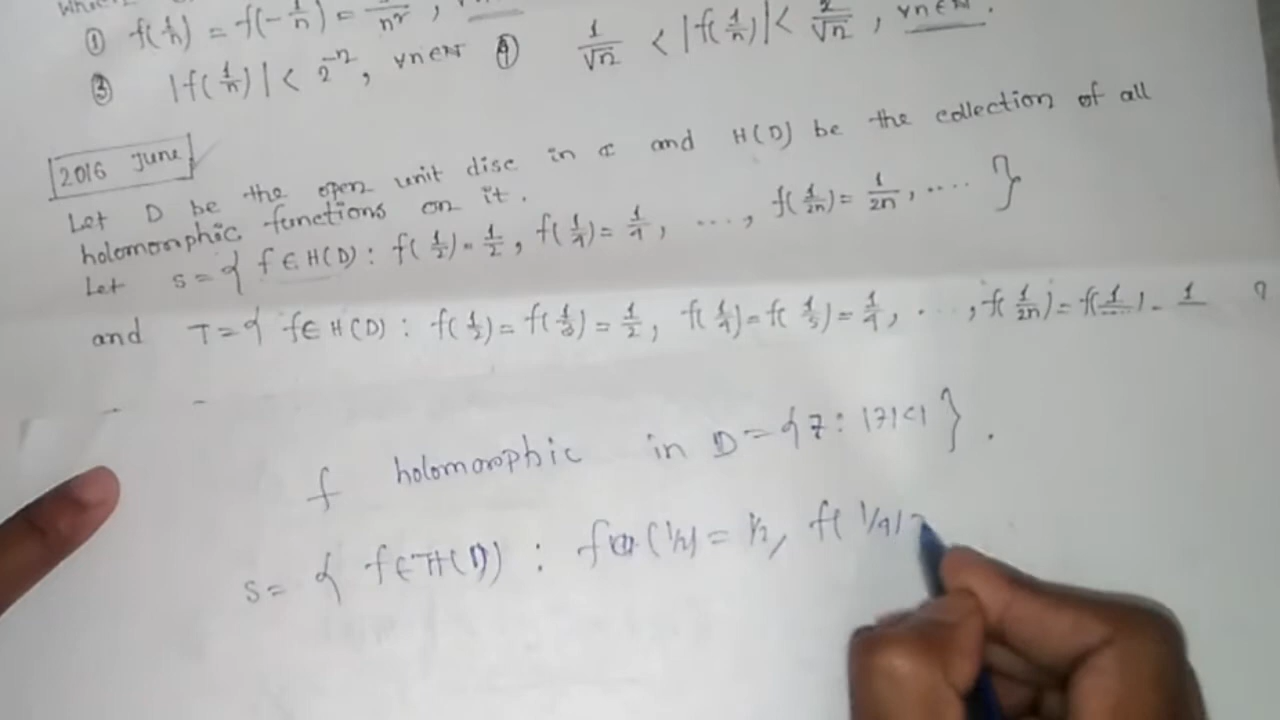 ① f(1/n) = f(-1/n) = /n²,
③ |f(1/n)| < 2⁻ⁿ, ∀n∈ℕ ④ 1/√n < |f(1/n)| < 2/√n, ∀n∈ℕ.
2016 June
Let D be the open unit disc in ℂ and H(D) be the collection of all
holomorphic functions on it.
Let S = { f ∈ H(D) : f(1/2) = 1/2, f(1/4) = 1/4, ..., f(1/2n) = 1/2n, .... }
and T = { f ∈ H(D) : f(1/2) = f(1/3) = 1/2, f(1/4) = f(1/5) = 1/4, ..., f(1/2n) = f(1
f holomorphic in D = { z : |z| < 1 }.
S = { f ∈ H(D) : f(1/2) = 1/2, f(1/4) =